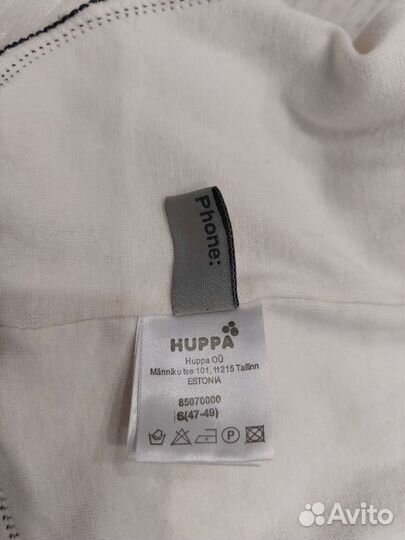 Phone:
HUPPA
Huppa OÜ
Männiku tee 101, 11215 Tallinn
ESTONIA
85070000
S(47-49)
P
Avito